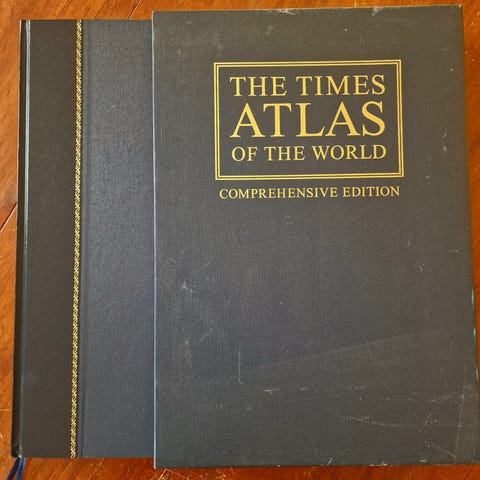 THE TIMES
ATLAS
OF THE WORLD
COMPREHENSIVE EDITION